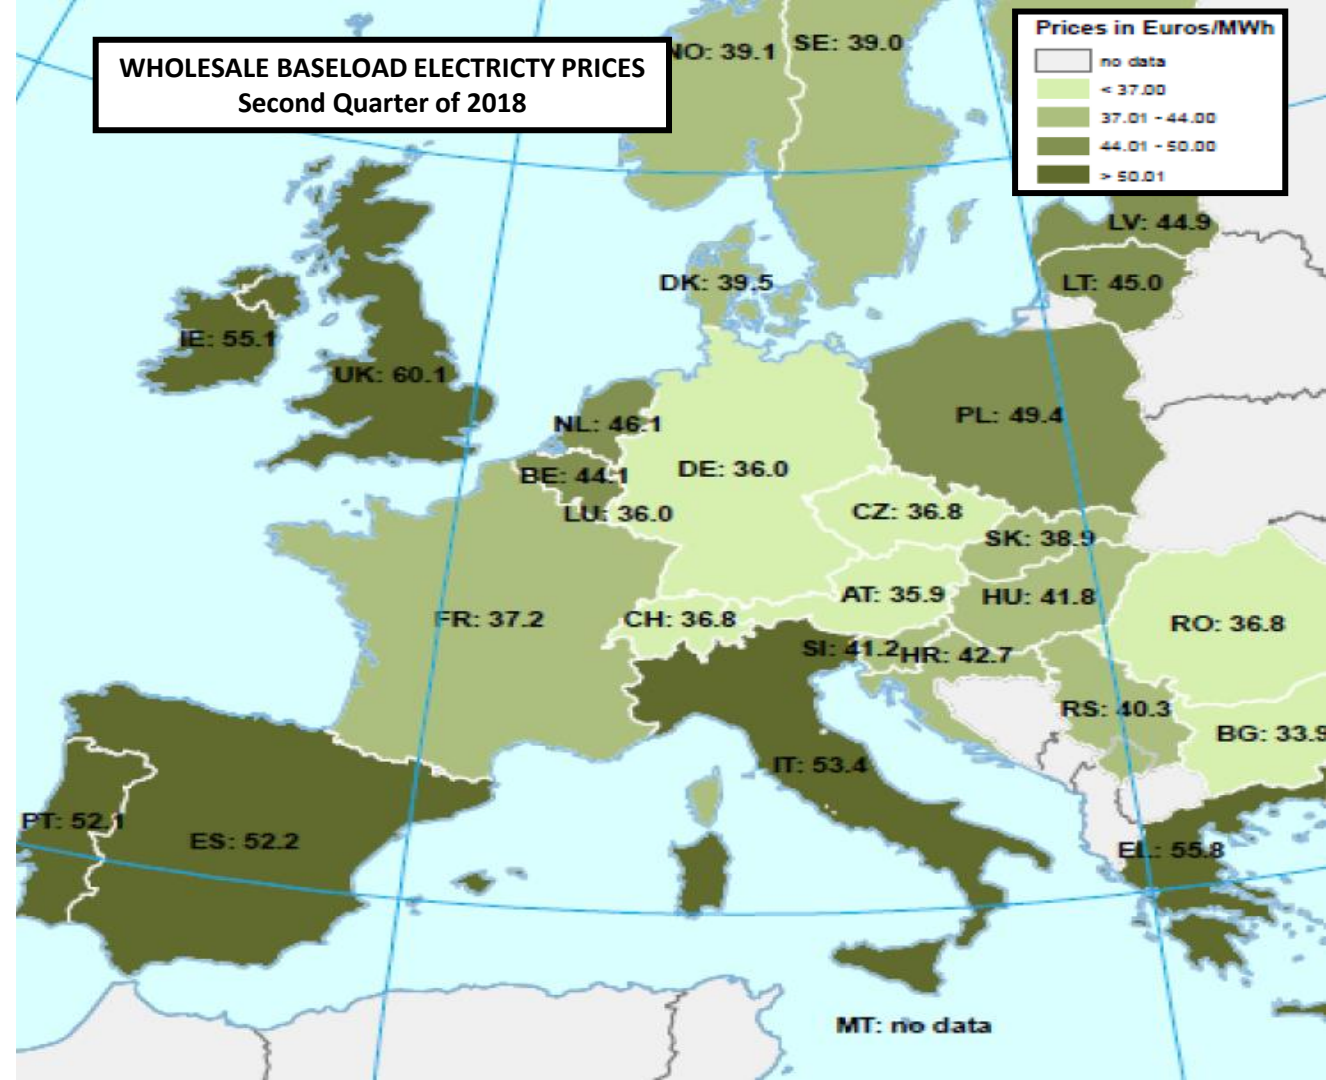 WHOLESALE BASELOAD ELECTRICTY PRICES
Second Quarter of 2018
NO: 39.1
SE: 39.0
Prices in Euros/MWh
no data
< 37.00
37.01 - 44.00
44.01 - 50.00
> 50.01
LV: 44.9
DK: 39.5
LT: 45.0
IE: 55.1
UK: 60.1
NL: 46.1
PL: 49.4
BE: 44.1
DE: 36.0
LU: 36.0
CZ: 36.8
SK: 38.9
AT: 35.9
HU: 41.8
FR: 37.2
CH: 36.8
RO: 36.8
SI: 41.2
HR: 42.7
RS: 40.3
BG: 33.9
IT: 53.4
PT: 52.1
ES: 52.2
EL: 55.8
MT: no data